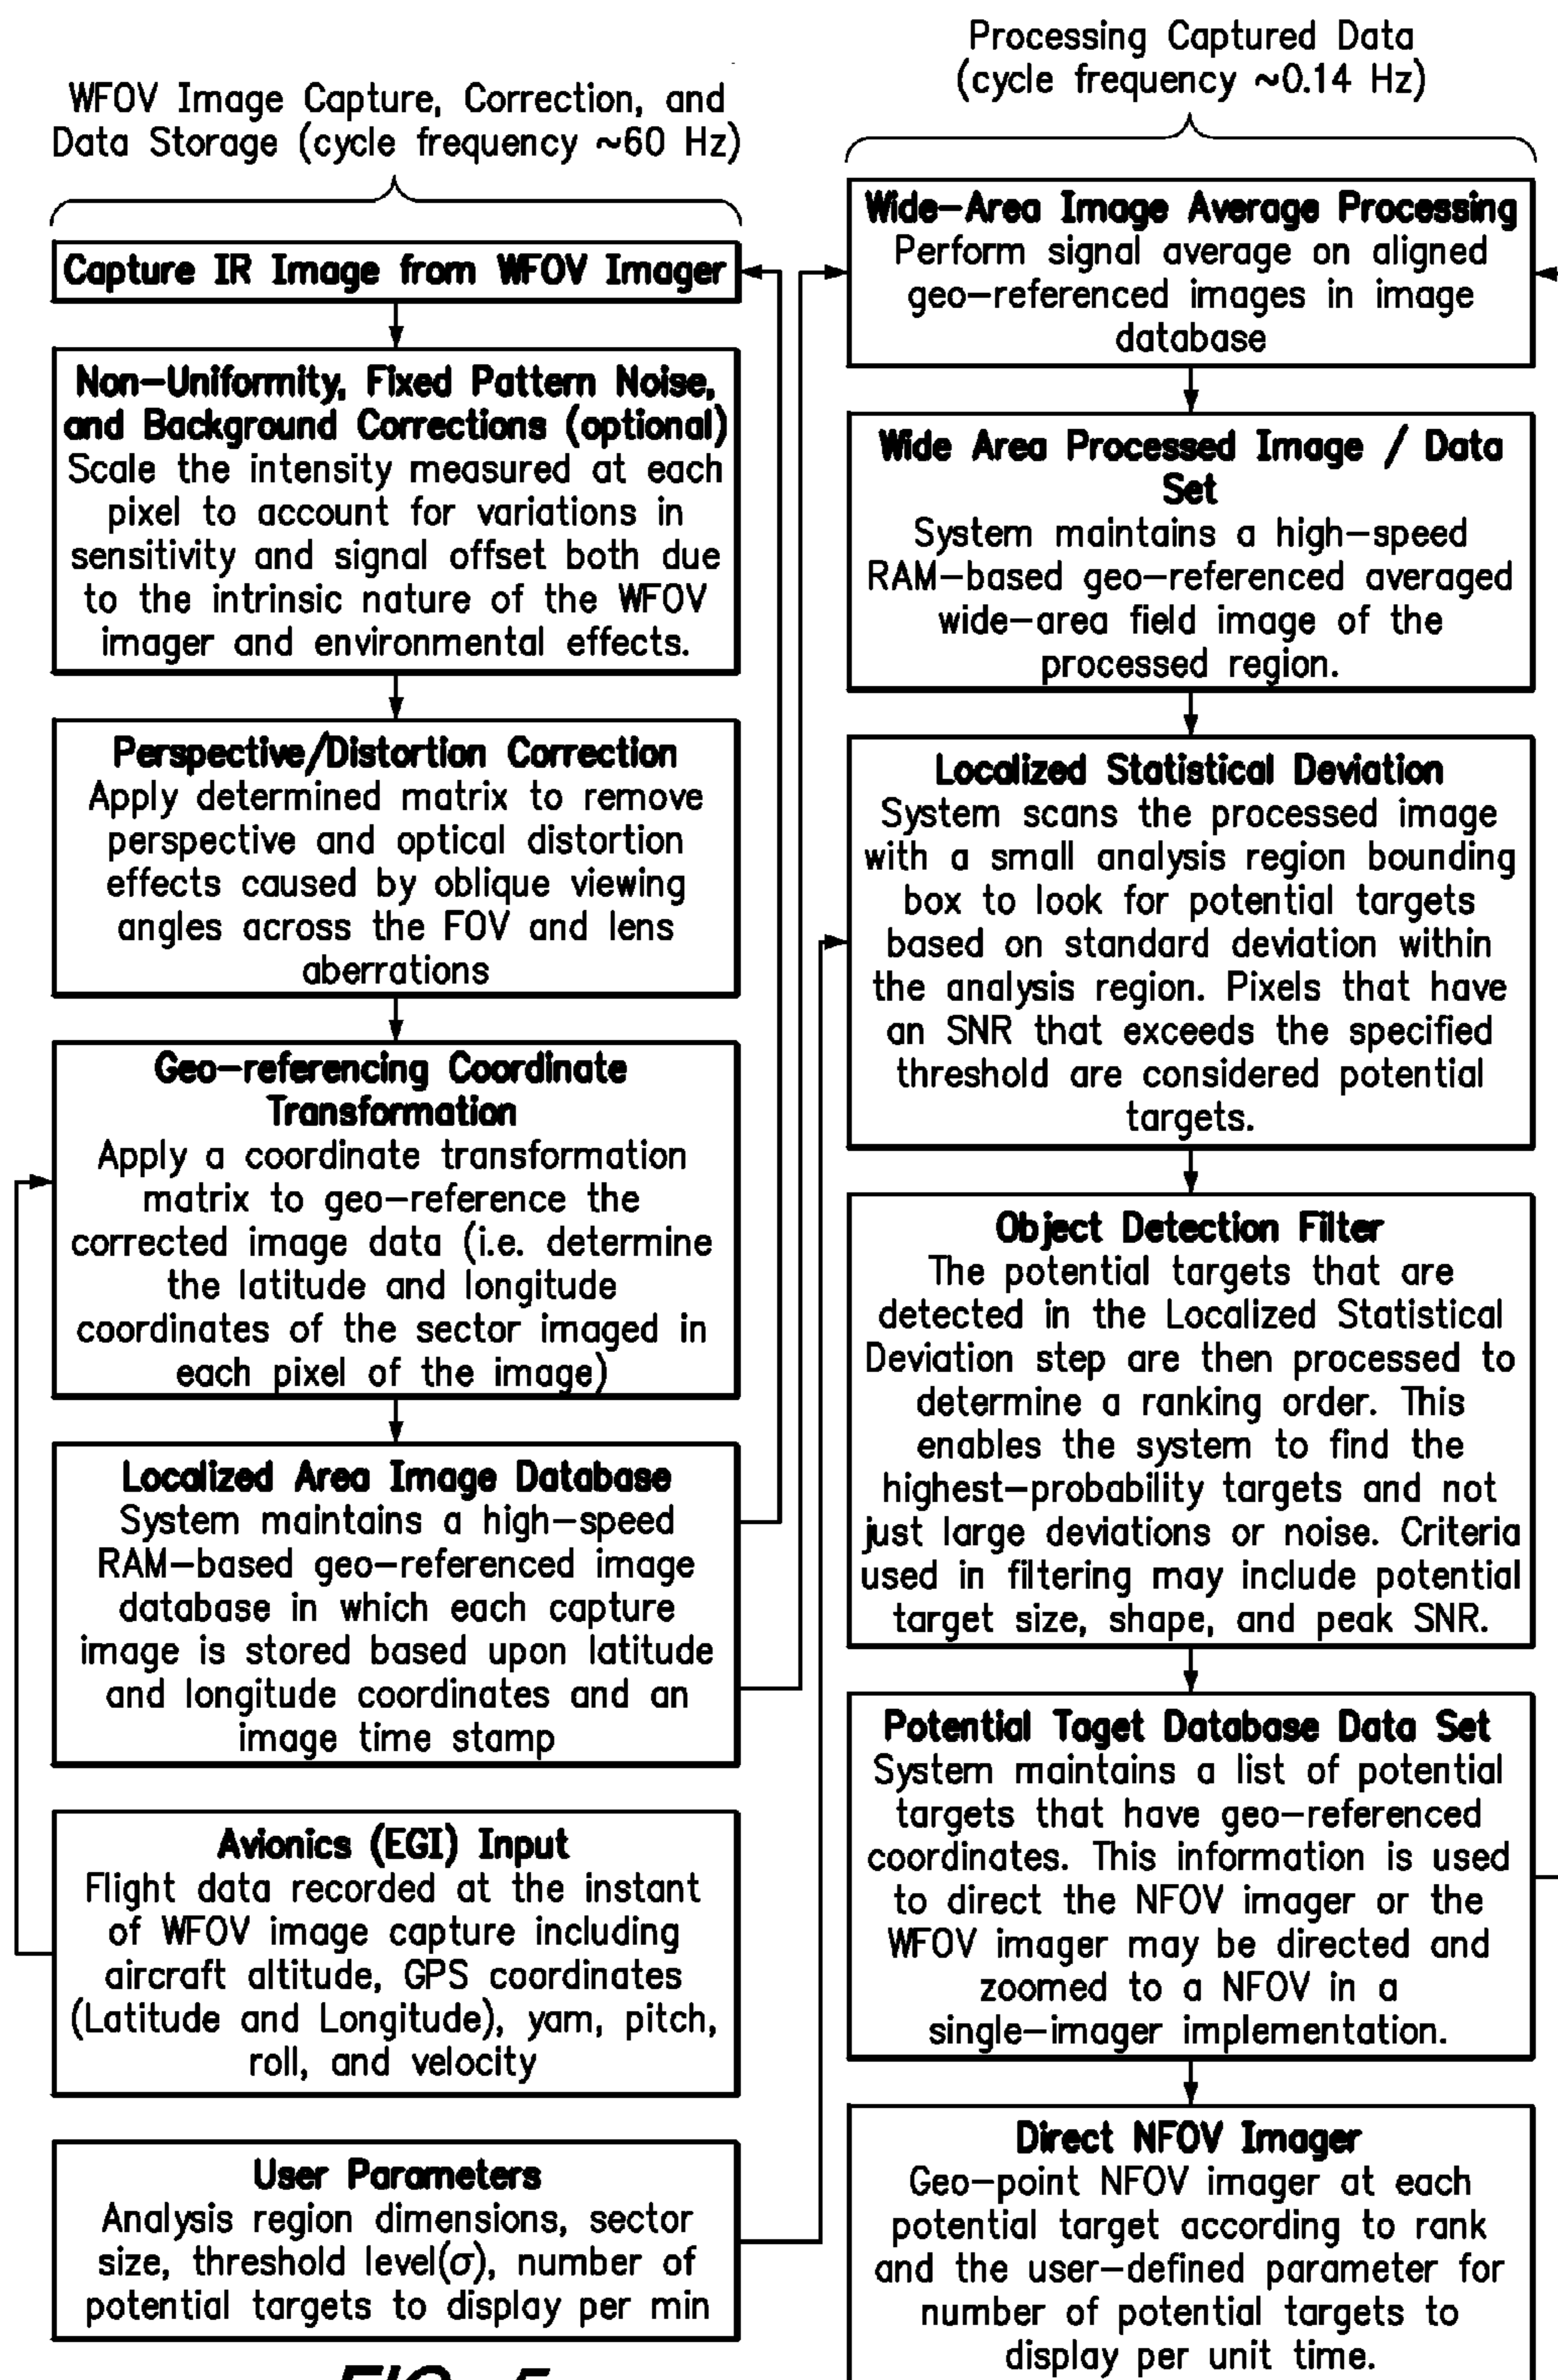 WFOV Image Capture, Correction, and
Data Storage (cycle frequency ~60 Hz)
Capture IR Image from WFOV Imager
Non-Uniformity, Fixed Pattern Noise,
and Background Corrections (optional)
Scale the intensity measured at each
pixel to account for variations in
sensitivity and signal offset both due
to the intrinsic nature of the WFOV
imager and environmental effects.
Perspective/Distortion Correction
Apply determined matrix to remove
perspective and optical distortion
effects caused by oblique viewing
angles across the FOV and lens
aberrations
Geo-referencing Coordinate
Transformation
Apply a coordinate transformation
matrix to geo-reference the
corrected image data (i.e. determine
the latitude and longitude
coordinates of the sector imaged in
each pixel of the image)
Localized Area Image Database
System maintains a high-speed
RAM-based geo-referenced image
database in which each capture
image is stored based upon latitude
and longitude coordinates and an
image time stamp
Avionics (EGI) Input
Flight data recorded at the instant
of WFOV image capture including
aircraft altitude, GPS coordinates
(Latitude and Longitude), yam, pitch,
roll, and velocity
User Parameters
Analysis region dimensions, sector
size, threshold level(σ), number of
potential targets to display per min
Processing Captured Data
(cycle frequency ~0.14 Hz)
Wide-Area Image Average Processing
Perform signal average on aligned
geo-referenced images in image
database
Wide Area Processed Image / Data
Set
System maintains a high-speed
RAM-based geo-referenced averaged
wide-area field image of the
processed region.
Localized Statistical Deviation
System scans the processed image
with a small analysis region bounding
box to look for potential targets
based on standard deviation within
the analysis region. Pixels that have
an SNR that exceeds the specified
threshold are considered potential
targets.
Object Detection Filter
The potential targets that are
detected in the Localized Statistical
Deviation step are then processed to
determine a ranking order. This
enables the system to find the
highest-probability targets and not
just large deviations or noise. Criteria
used in filtering may include potential
target size, shape, and peak SNR.
Potential Taget Database Data Set
System maintains a list of potential
targets that have geo-referenced
coordinates. This information is used
to direct the NFOV imager or the
WFOV imager may be directed and
zoomed to a NFOV in a
single-imager implementation.
Direct NFOV Imager
Geo-point NFOV imager at each
potential target according to rank
and the user-defined parameter for
number of potential targets to
display per unit time.